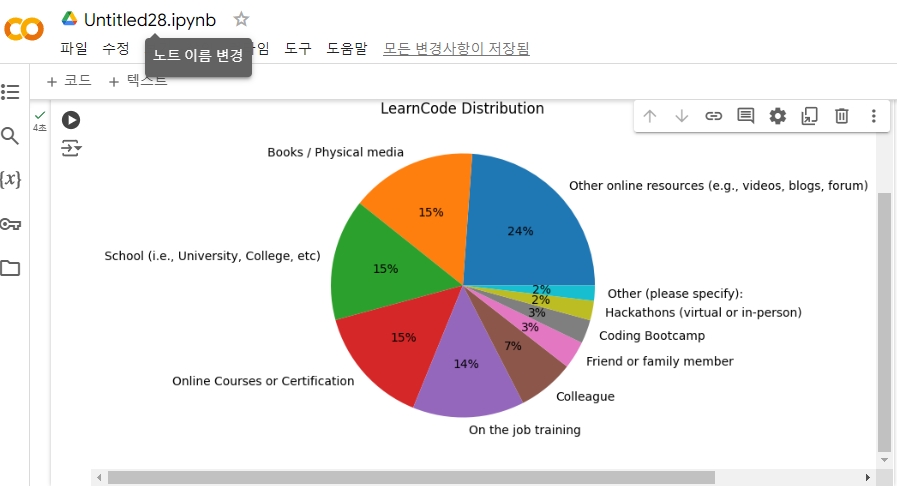 Untitled28.ipynb
파일 수정 임 도구 도움말 모든 변경사항이 저장됨
노트 이름 변경
+ 코드 + 텍스트
4초
{x}
LearnCode Distribution
Books / Physical media
Other online resources (e.g., videos, blogs, forum)
15%
24%
School (i.e., University, College, etc)
15%
2%
Other (please specify):
2%
Hackathons (virtual or in-person)
3%
Coding Bootcamp
15%
3%
7%
Friend or family member
14%
Online Courses or Certification
Colleague
On the job training